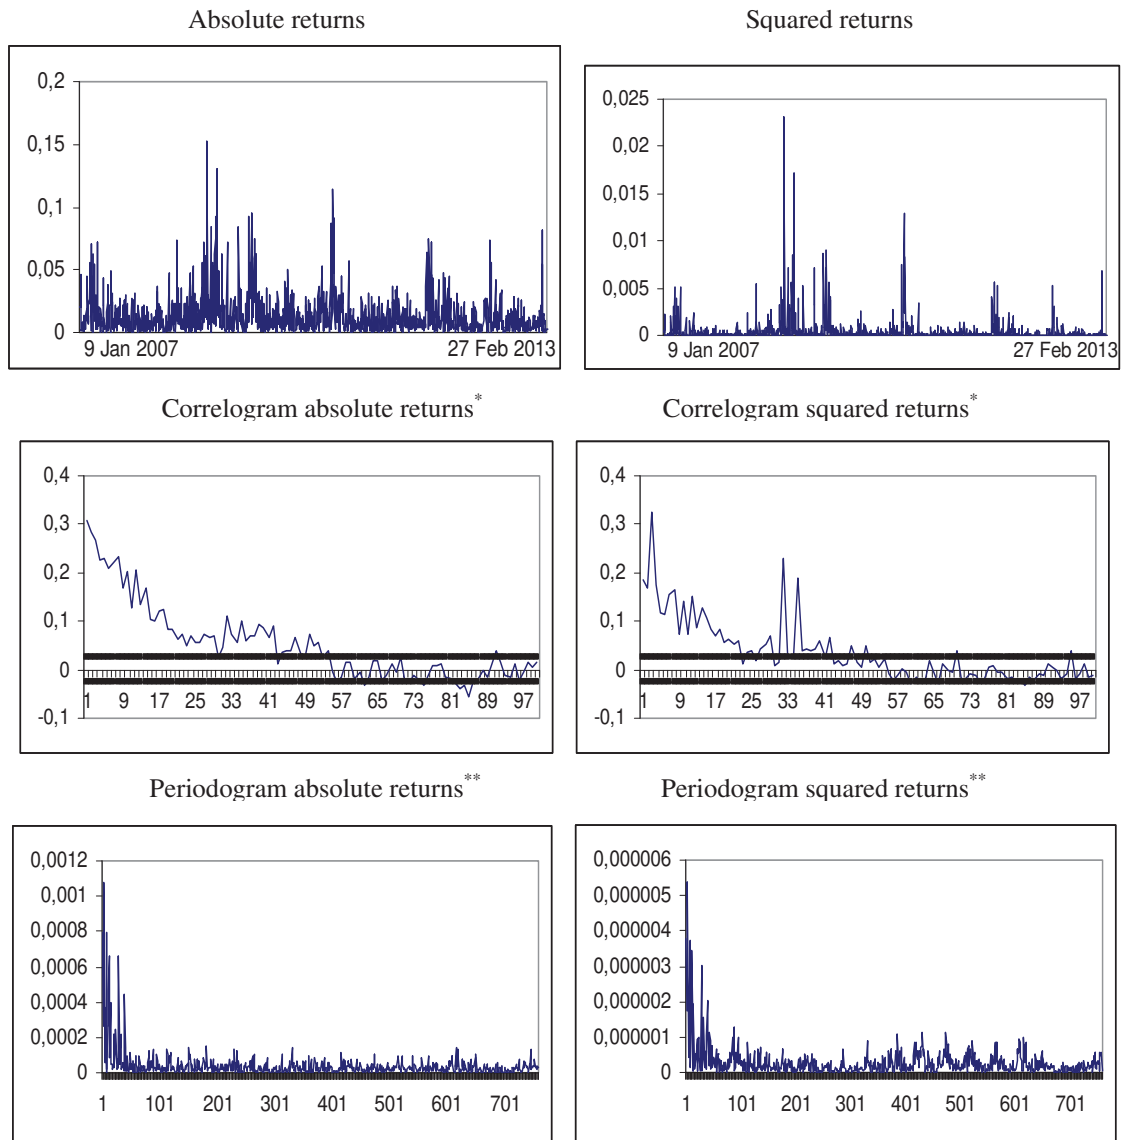 Absolute returns
Squared returns
0,2
0,15
0,1
0,05
0
9 Jan 2007
27 Feb 2013
0,025
0,02
0,015
0,01
0,005
0
9 Jan 2007
27 Feb 2013
Correlogram absolute returns*
Correlogram squared returns*
0,4
0,3
0,2
0,1
0
-0,1
1 9 17 25 33 41 49 57 65 73 81 89 97
0,4
0,3
0,2
0,1
0
-0,1
1 9 17 25 33 41 49 57 65 73 81 89 97
Periodogram absolute returns**
Periodogram squared returns**
0,0012
0,001
0,0008
0,0006
0,0004
0,0002
0
1 101 201 301 401 501 601 701
0,000006
0,000005
0,000004
0,000003
0,000002
0,000001
0
1 101 201 301 401 501 601 701